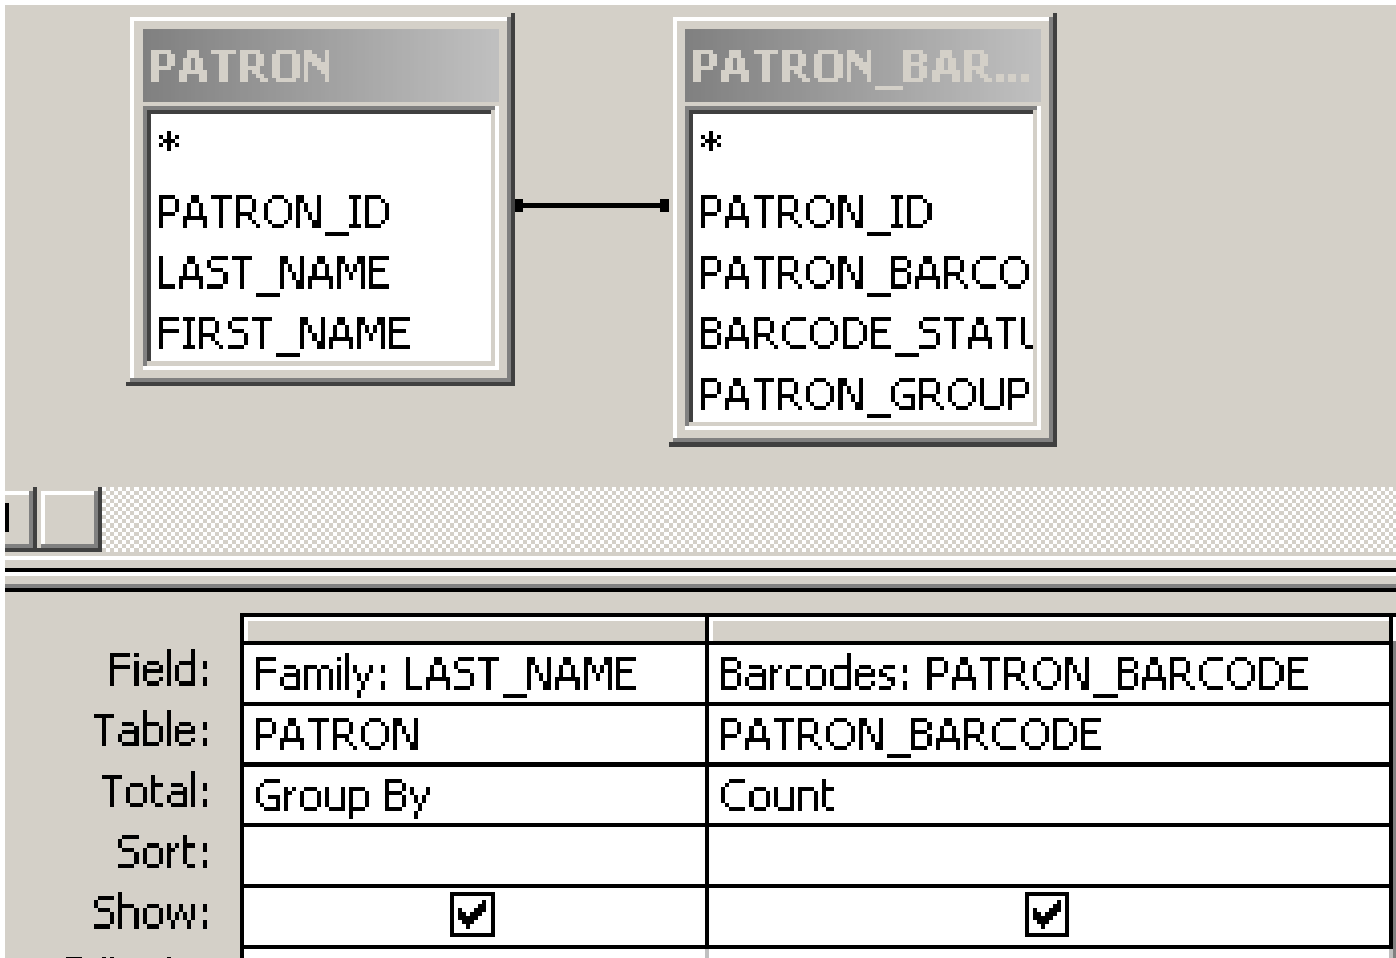 PATRON
*
PATRON_ID
LAST_NAME
FIRST_NAME
PATRON_BAR...
*
PATRON_ID
PATRON_BARCO
BARCODE_STATU
PATRON_GROUP
Field: Family: LAST_NAME Barcodes: PATRON_BARCODE
Table: PATRON PATRON_BARCODE
Total: Group By Count
Sort:
Show: